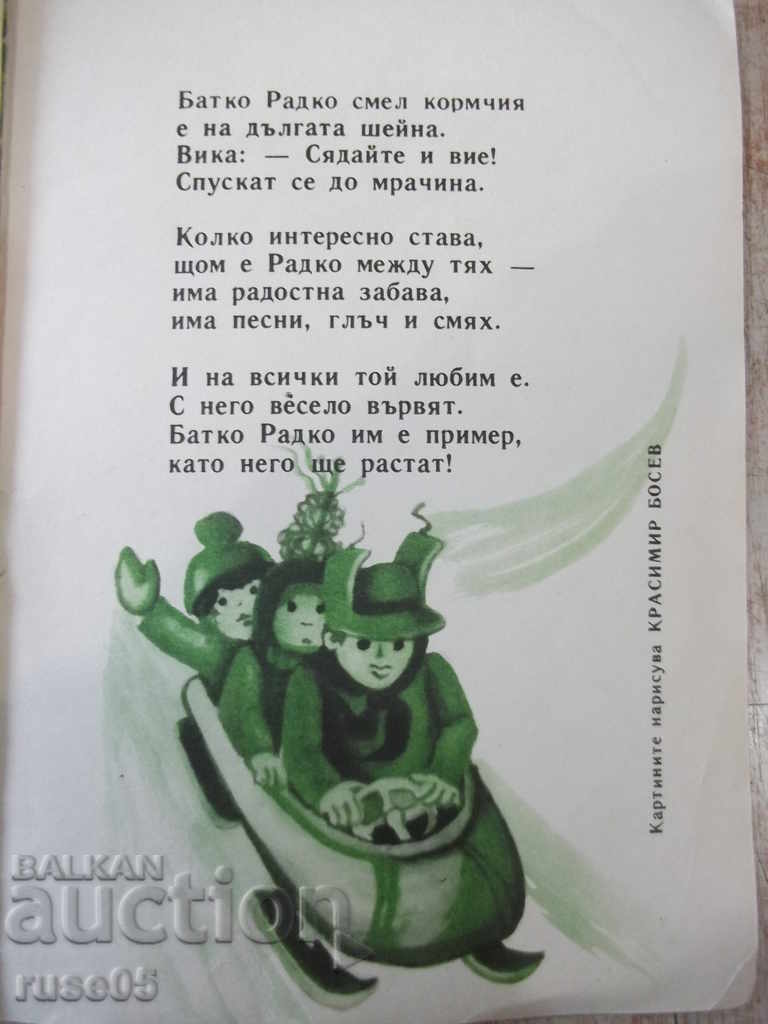 Батко Радко смел кормчия
е на дългата шейна.
Вика: — Сядайте и вие!
Спускат се до мрачина.
Колко интересно става,
щом е Радко между тях —
има радостна забава,
има песни, глъч и смях.
И на всички той любим е.
С него весело вървят.
Батко Радко им е пример,
като него ще растат!
Картините нарисува КРАСИМИР БОСЕВ
BALKAN
auction
ruse05